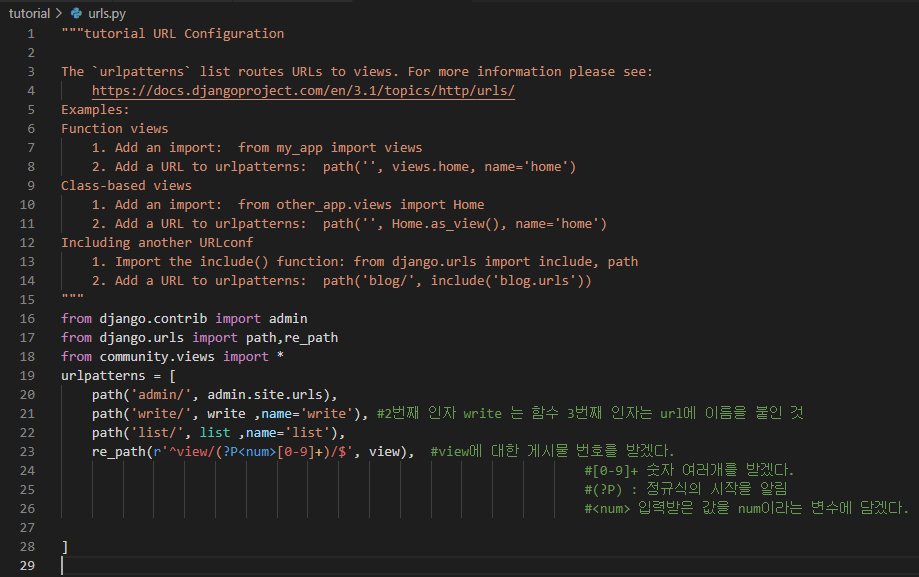 tutorial > urls.py
1 """tutorial URL Configuration
2
3 The `urlpatterns` list routes URLs to views. For more information please see:
4     https://docs.djangoproject.com/en/3.1/topics/http/urls/
5 Examples:
6 Function views
7     1. Add an import:  from my_app import views
8     2. Add a URL to urlpatterns:  path('', views.home, name='home')
9 Class-based views
10     1. Add an import:  from other_app.views import Home
11     2. Add a URL to urlpatterns:  path('', Home.as_view(), name='home')
12 Including another URLconf
13     1. Import the include() function: from django.urls import include, path
14     2. Add a URL to urlpatterns:  path('blog/', include('blog.urls'))
15 """
16 from django.contrib import admin
17 from django.urls import path,re_path
18 from community.views import *
19 urlpatterns = [
20     path('admin/', admin.site.urls),
21     path('write/', write ,name='write'), #2번째 인자 write 는 함수 3번째 인자는 url에 이름을 붙인 것
22     path('list/', list ,name='list'),
23     re_path(r'^view/(?P<num>[0-9]+)/$', view),  #view에 대한 게시물 번호를 받겠다.
24                                                                     #[0-9]+ 숫자 여러개를 받겠다.
25                                                                     #(?P) : 정규식의 시작을 알림
26                                                                     #<num> 입력받은 값을 num이라는 변수에 담겠다.
27
28 ]
29